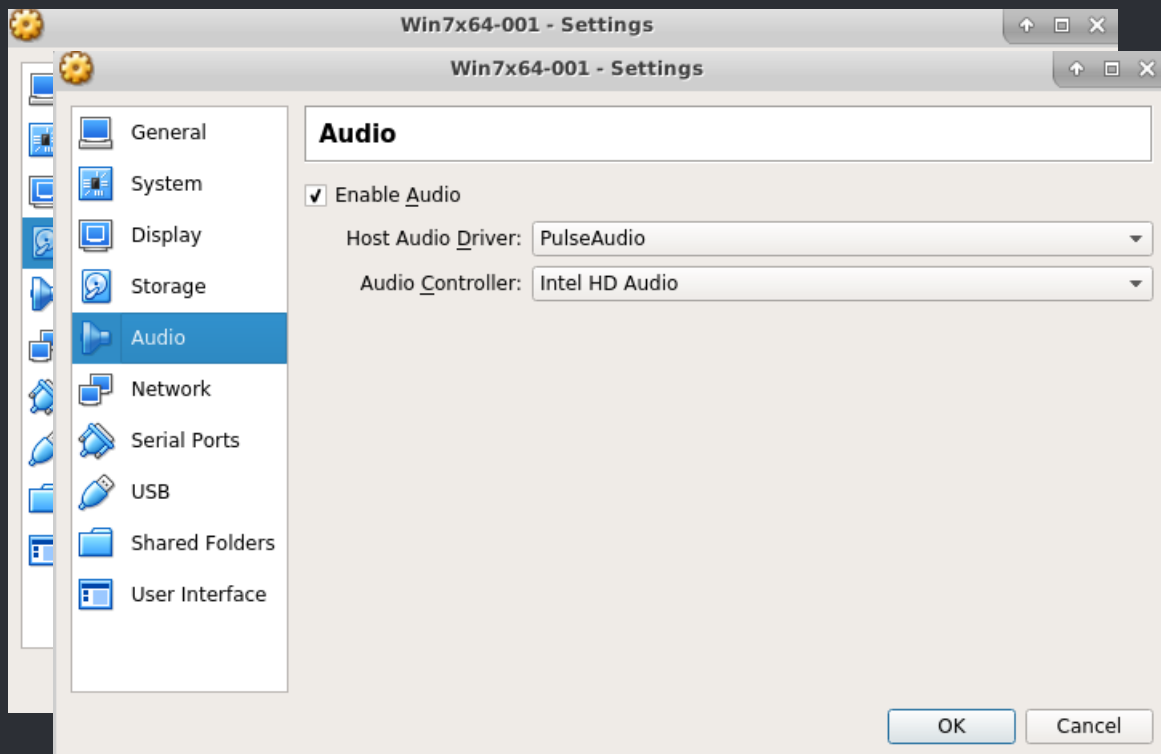 Win7x64-001 - Settings
Win7x64-001 - Settings
General
System
Display
Storage
Audio
Network
Serial Ports
USB
Shared Folders
User Interface
Audio
Enable Audio
Host Audio Driver: PulseAudio
Audio Controller: Intel HD Audio
OK Cancel